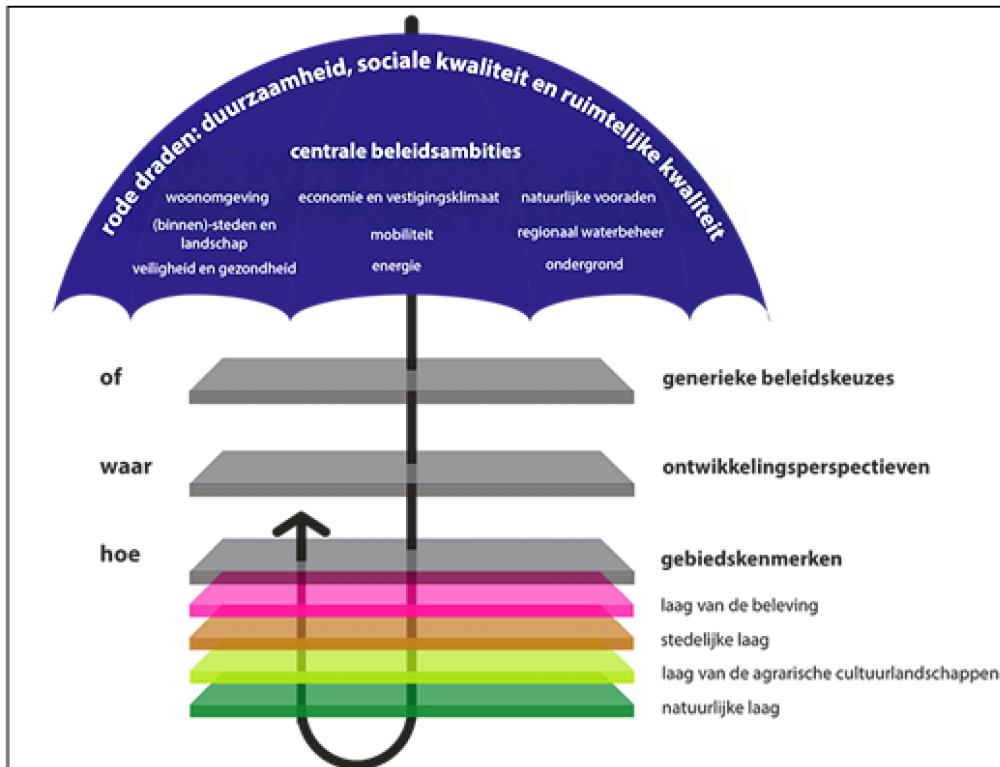 rode draden: duurzaamheid, sociale kwaliteit en ruimtelijke kwaliteit
centrale beleidsambities
woonomgeving
(binnen)-steden en
landschap
veiligheid en gezondheid
economie en vestigingsklimaat
mobiliteit
energie
natuurlijke vooraden
regionaal waterbeheer
ondergrond
of
generieke beleidskeuzes
waar
ontwikkelingsperspectieven
hoe
gebiedskenmerken
laag van de beleving
stedelijke laag
laag van de agrarische cultuurlandschappen
natuurlijke laag